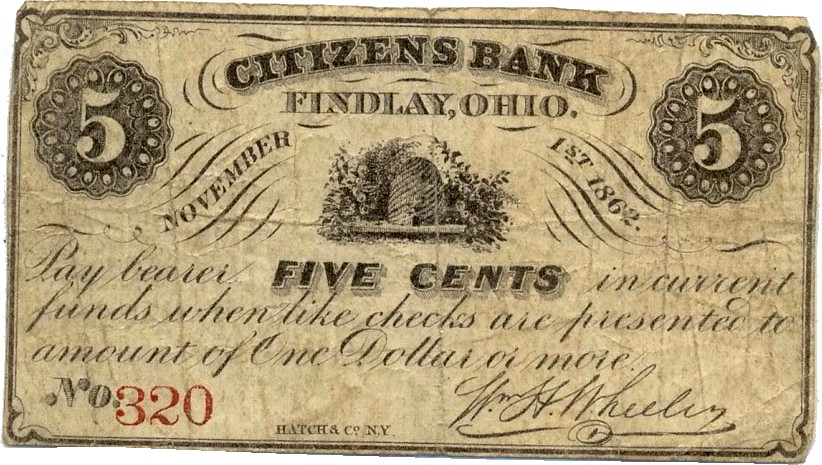 CITIZENS BANK
FINDLAY, OHIO.
5 5
NOVEMBER 1ST 1862.
Pay bearer FIVE CENTS in current
funds when like checks are presented to
amount of One Dollar or more.
No. 320
Wm. H. Wheeler
HATCH & Co. N.Y.